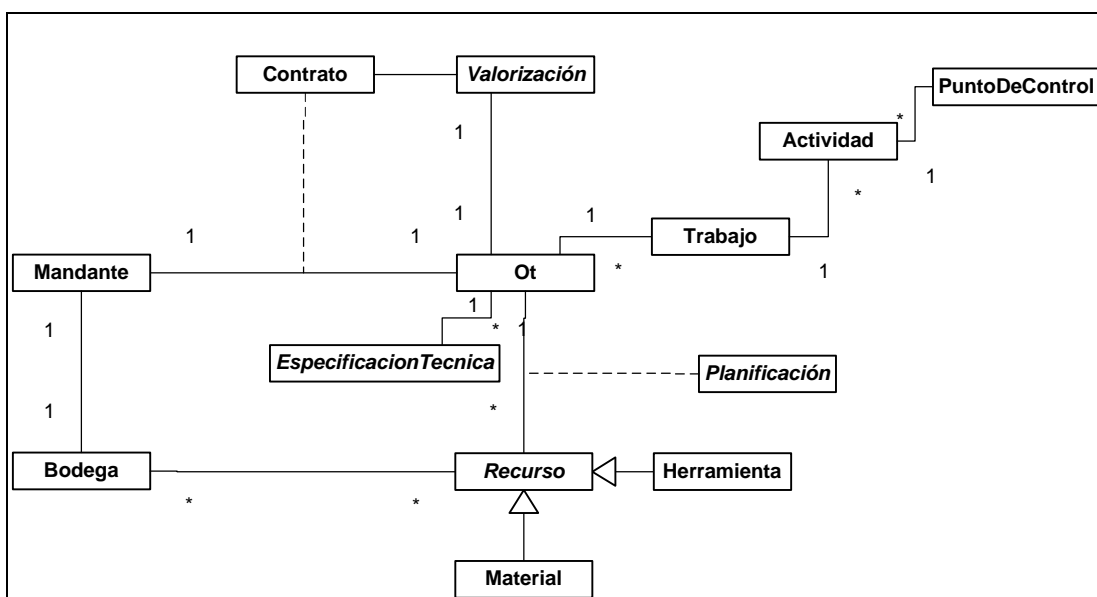 Contrato
Valorización
PuntoDeControl
*
Actividad
1
1
*
1
1
1
1
Trabajo
*
1
Mandante
Ot
1
1
*
1
EspecificacionTecnica
Planificación
1
*
Bodega
Recurso
Herramienta
*
*
Material